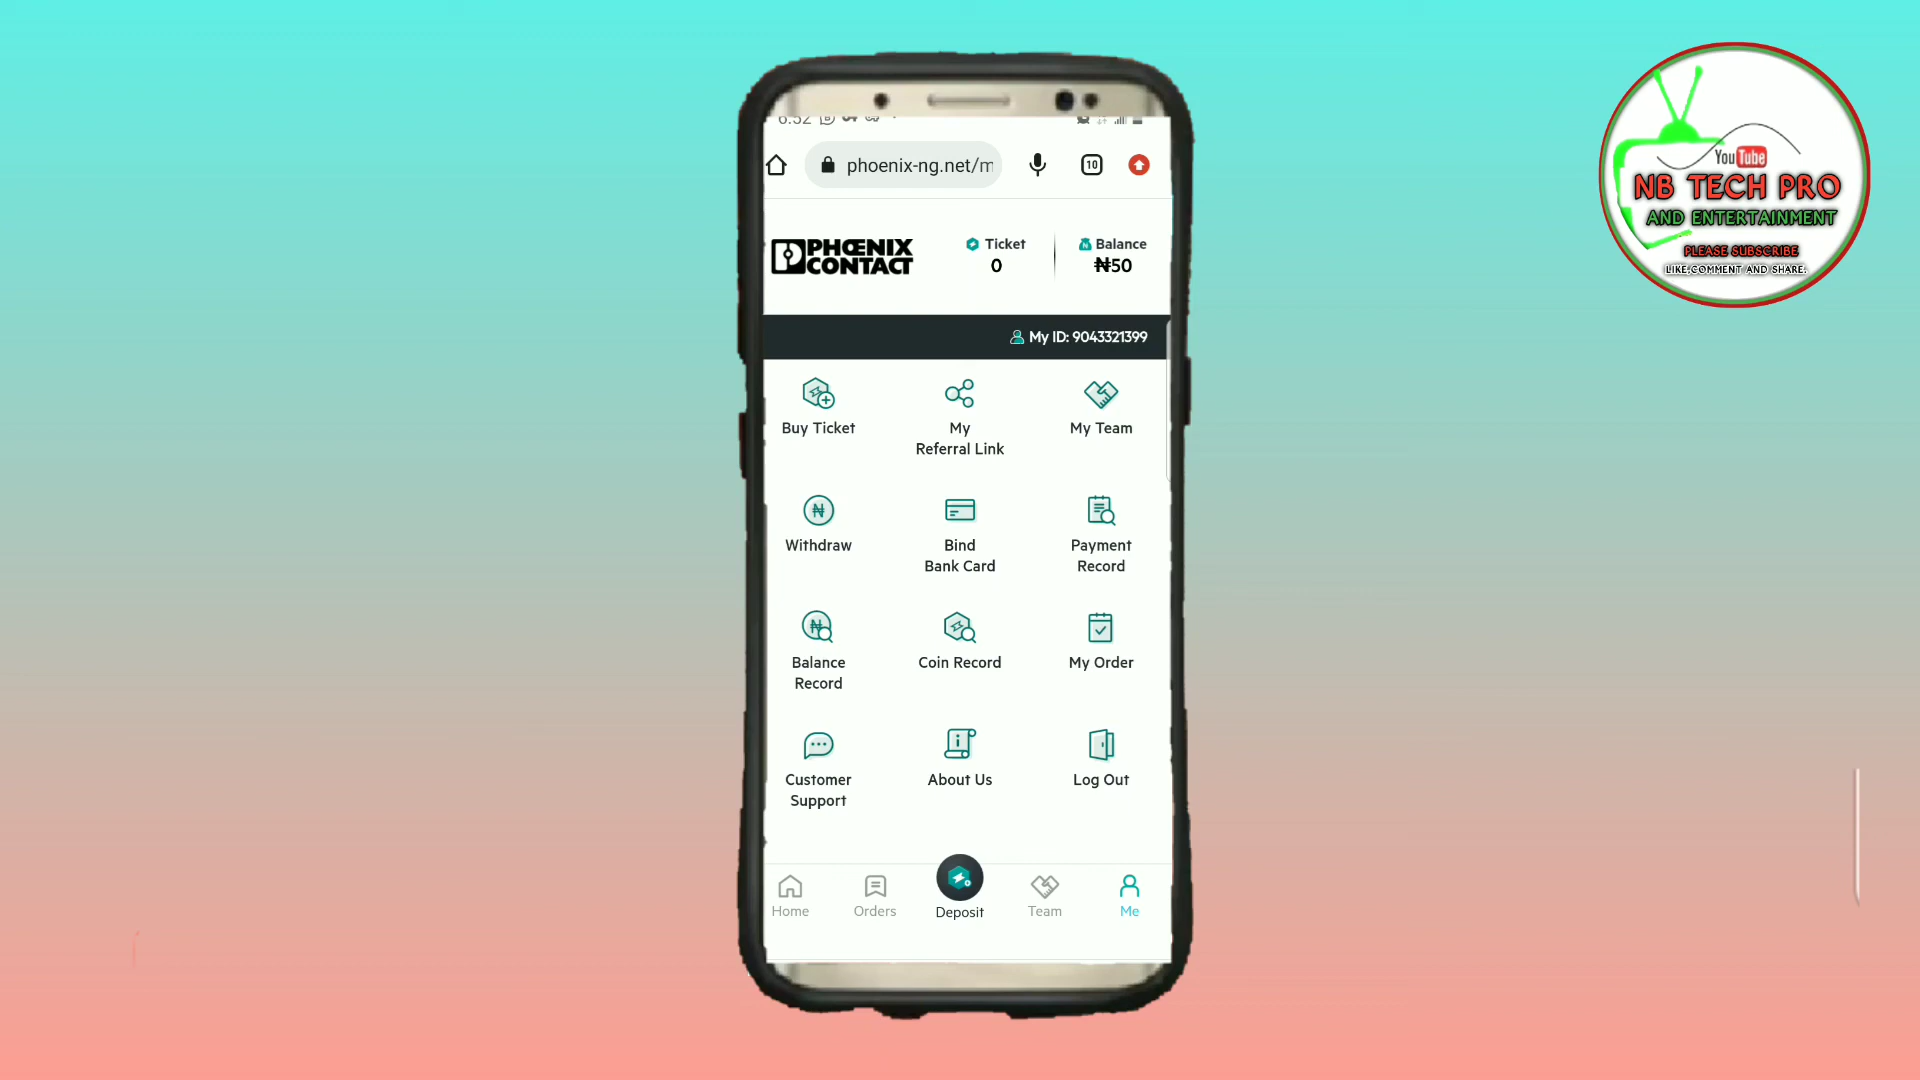 6:52
phoenix-ng.net/m
10
PHŒNIX
CONTACT
Ticket
0
Balance
₦50
My ID: 9043321399
Buy Ticket
My
Referral Link
My Team
Withdraw
Bind
Bank Card
Payment
Record
Balance
Record
Coin Record
My Order
Customer
Support
About Us
Log Out
Home
Orders
Deposit
Team
Me
YouTube
NB TECH PRO
AND ENTERTAINMENT
PLEASE SUBSCRIBE
LIKE,COMMENT AND SHARE.